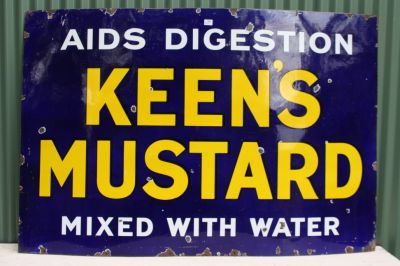 AIDS DIGESTION
KEEN'S
MUSTARD
MIXED WITH WATER